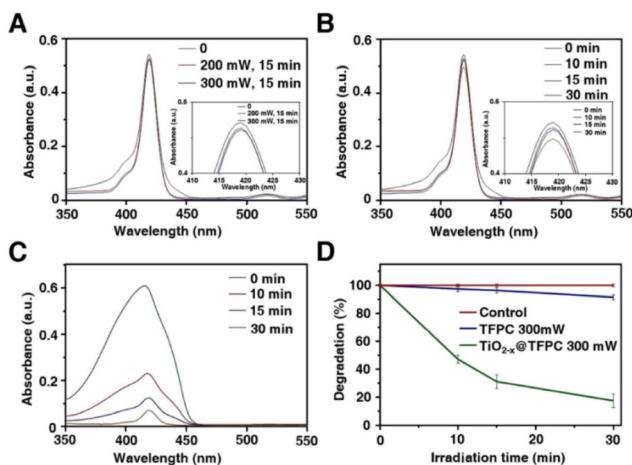 A
Absorbance (a.u.)
0.6
0.4
0.2
0
350 400 450 500 550
Wavelength (nm)
0
200 mW, 15 min
300 mW, 15 min
Absorbance (a.u.)
0.6
0.5
0.4
410 415 420 425 430
Wavelength (nm)
0
200 mW, 15 min
300 mW, 15 min
B
Absorbance (a.u.)
0.6
0.4
0.2
0
350 400 450 500 550
Wavelength (nm)
0 min
10 min
15 min
30 min
Absorbance (a.u.)
0.6
0.5
0.4
410 415 420 425 430
Wavelength (nm)
0 min
10 min
15 min
30 min
C
Absorbance (a.u.)
0.6
0.4
0.2
0.0
350 400 450 500 550
Wavelength (nm)
0 min
10 min
15 min
30 min
D
Degradation (%)
100
80
60
40
20
0
0 10 20 30
Irradiation time (min)
Control
TFPC 300mW
TiO2-x@TFPC 300 mW